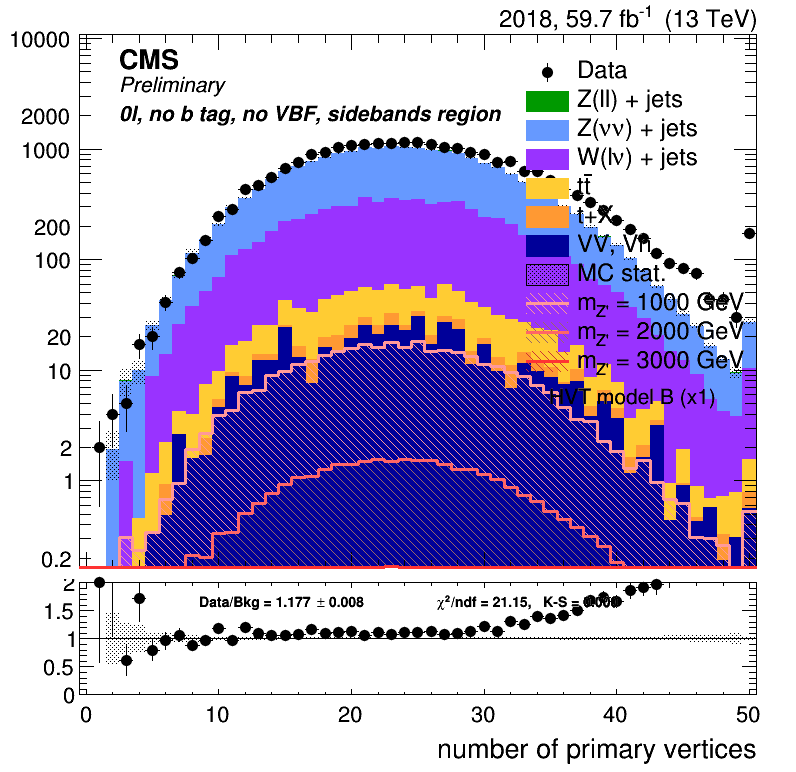 2018, 59.7 fb⁻¹ (13 TeV)
CMS
Preliminary
0l, no b tag, no VBF, sidebands region
Data
Z(ll) + jets
Z(νν) + jets
W(lν) + jets
tt̄
t+X
VV, Vh
MC stat.
m_Z' = 1000 GeV
m_Z' = 2000 GeV
m_Z' = 3000 GeV
HVT model B (x1)
10000
2000
1000
200
100
20
10
2
1
0.2
Data/Bkg = 1.177 ± 0.008
χ²/ndf = 21.15, K-S =
2
1.5
1
0.5
0
0 10 20 30 40 50
number of primary vertices